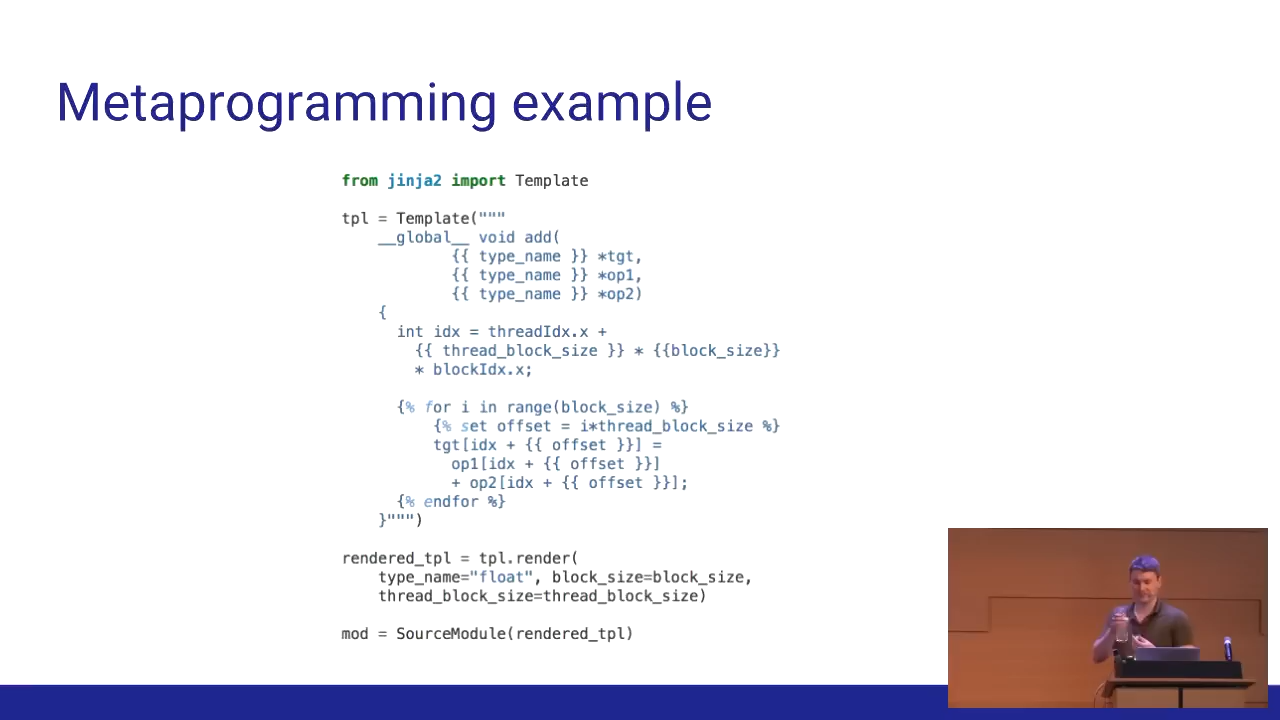 Metaprogramming example
from jinja2 import Template
tpl = Template("""
__global__ void add(
{{ type_name }} *tgt,
{{ type_name }} *op1,
{{ type_name }} *op2)
{
int idx = threadIdx.x +
{{ thread_block_size }} * {{block_size}}
* blockIdx.x;
{% for i in range(block_size) %}
{% set offset = i*thread_block_size %}
tgt[idx + {{ offset }}] =
op1[idx + {{ offset }}]
+ op2[idx + {{ offset }}];
{% endfor %}
}""")
rendered_tpl = tpl.render(
type_name="float", block_size=block_size,
thread_block_size=thread_block_size)
mod = SourceModule(rendered_tpl)